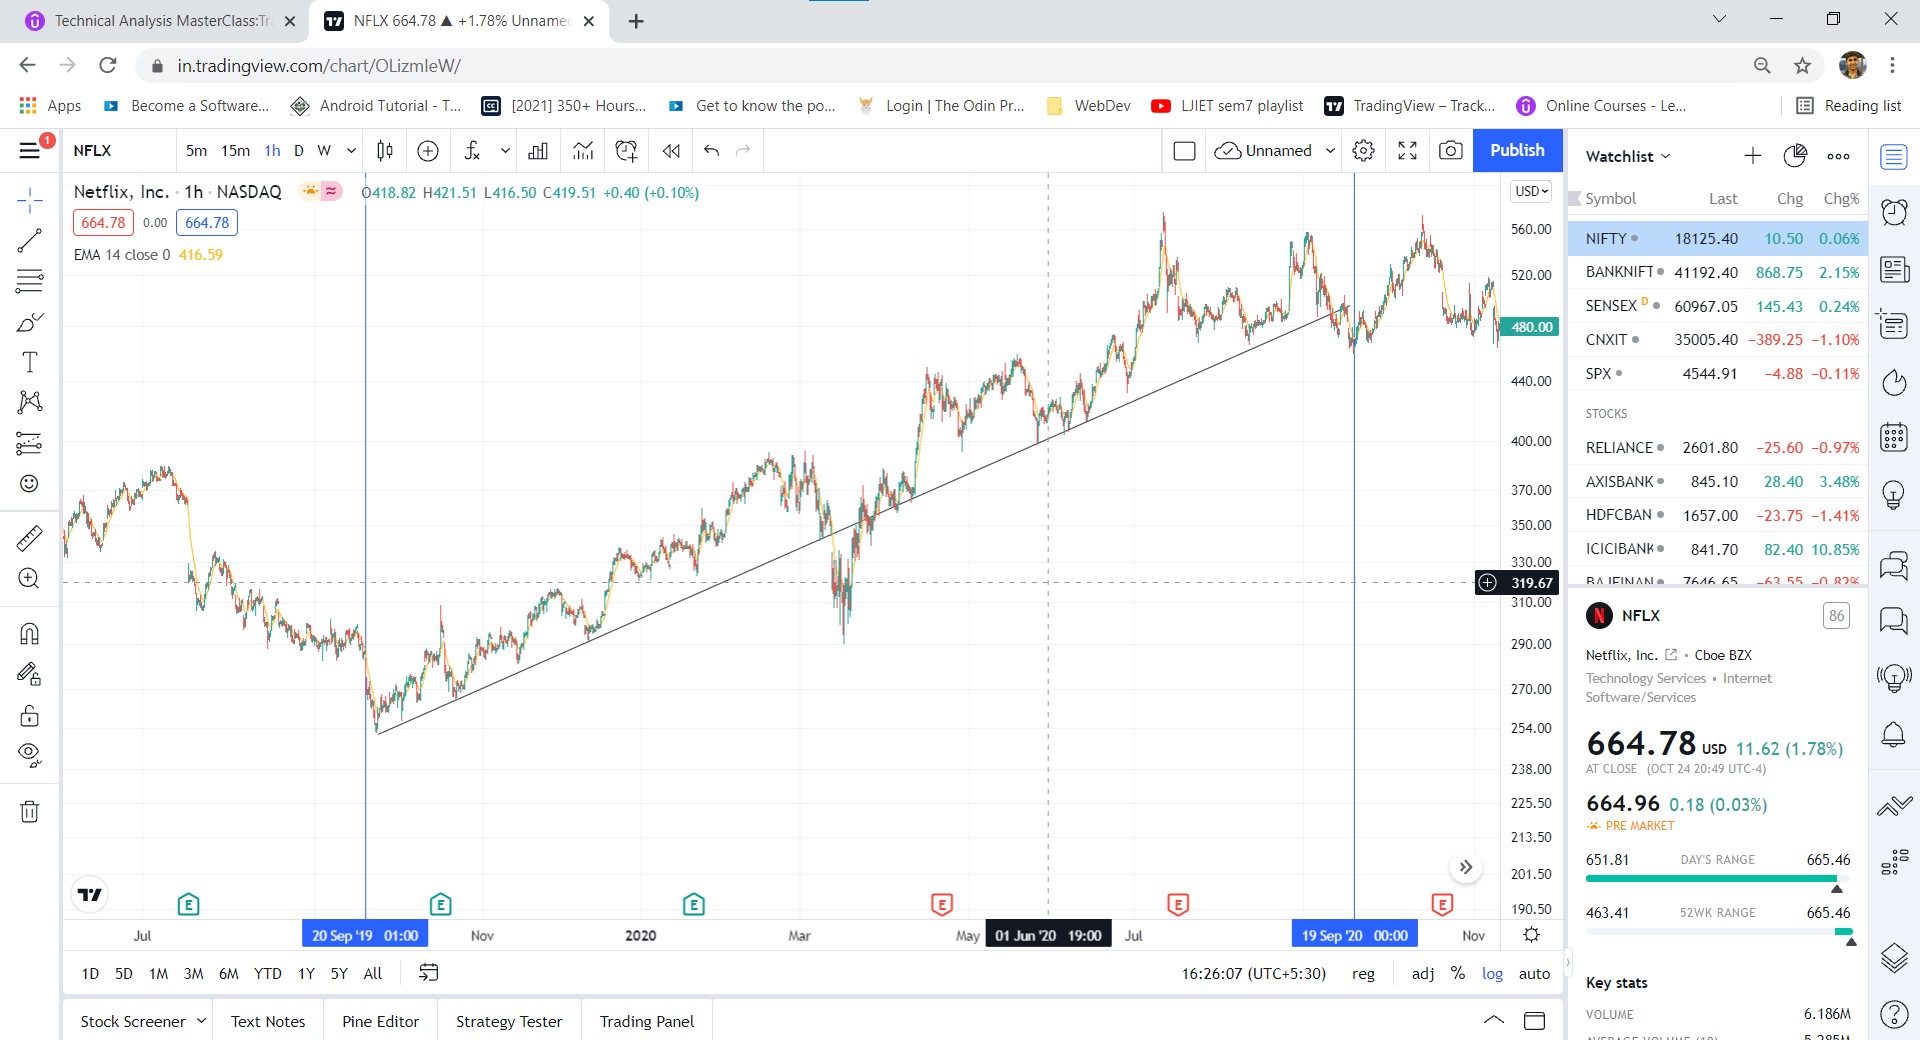 Technical Analysis MasterClass:Tr
NFLX 664.78 ▲ +1.78% Unname
in.tradingview.com/chart/OLizmIeW/
Apps
Become a Software...
Android Tutorial - T...
[2021] 350+ Hours...
Get to know the po...
Login | The Odin Pr...
WebDev
LJIET sem7 playlist
TradingView – Track...
Online Courses - Le...
Reading list
1
NFLX
5m 15m 1h D W
Unnamed
Publish
Netflix, Inc. · 1h · NASDAQ
O418.82 H421.51 L416.50 C419.51 +0.40 (+0.10%)
664.78 0.00 664.78
EMA 14 close 0 416.59
USD
560.00
520.00
480.00
440.00
400.00
370.00
350.00
330.00
319.67
310.00
290.00
270.00
254.00
238.00
225.50
213.50
201.50
190.50
E E E E E E
Jul
20 Sep '19 01:00
Nov
2020
Mar
May
01 Jun '20 19:00
Jul
19 Sep '20 00:00
Nov
1D 5D 1M 3M 6M YTD 1Y 5Y All
16:26:07 (UTC+5:30) reg adj % log auto
Stock Screener
Text Notes
Pine Editor
Strategy Tester
Trading Panel
Watchlist
Symbol Last Chg Chg%
NIFTY 18125.40 10.50 0.06%
BANKNIFT 41192.40 868.75 2.15%
SENSEX D 60967.05 145.43 0.24%
CNXIT 35005.40 −389.25 −1.10%
SPX 4544.91 −4.88 −0.11%
STOCKS
RELIANCE 2601.80 −25.60 −0.97%
AXISBANK 845.10 28.40 3.48%
HDFCBAN 1657.00 −23.75 −1.41%
ICICIBANK 841.70 82.40 10.85%
BAJFINAN 7646.65 −63.55 −0.82%
NFLX
86
Netflix, Inc. • Cboe BZX
Technology Services • Internet
Software/Services
664.78 USD 11.62 (1.78%)
AT CLOSE (OCT 24 20:49 UTC-4)
664.96 0.18 (0.03%)
PRE MARKET
651.81 DAY'S RANGE 665.46
463.41 52WK RANGE 665.46
Key stats
VOLUME 6.186M